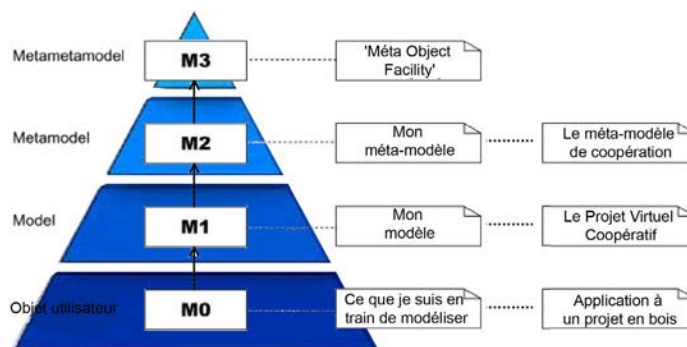 Metametamodel
M3
'Méta Object
Facility'
Metamodel
M2
Mon
méta-modèle
Le méta-modèle
de coopération
Model
M1
Mon
modèle
Le Projet Virtuel
Coopératif
Objet utilisateur
M0
Ce que je suis en
train de modéliser
Application à
un projet en bois